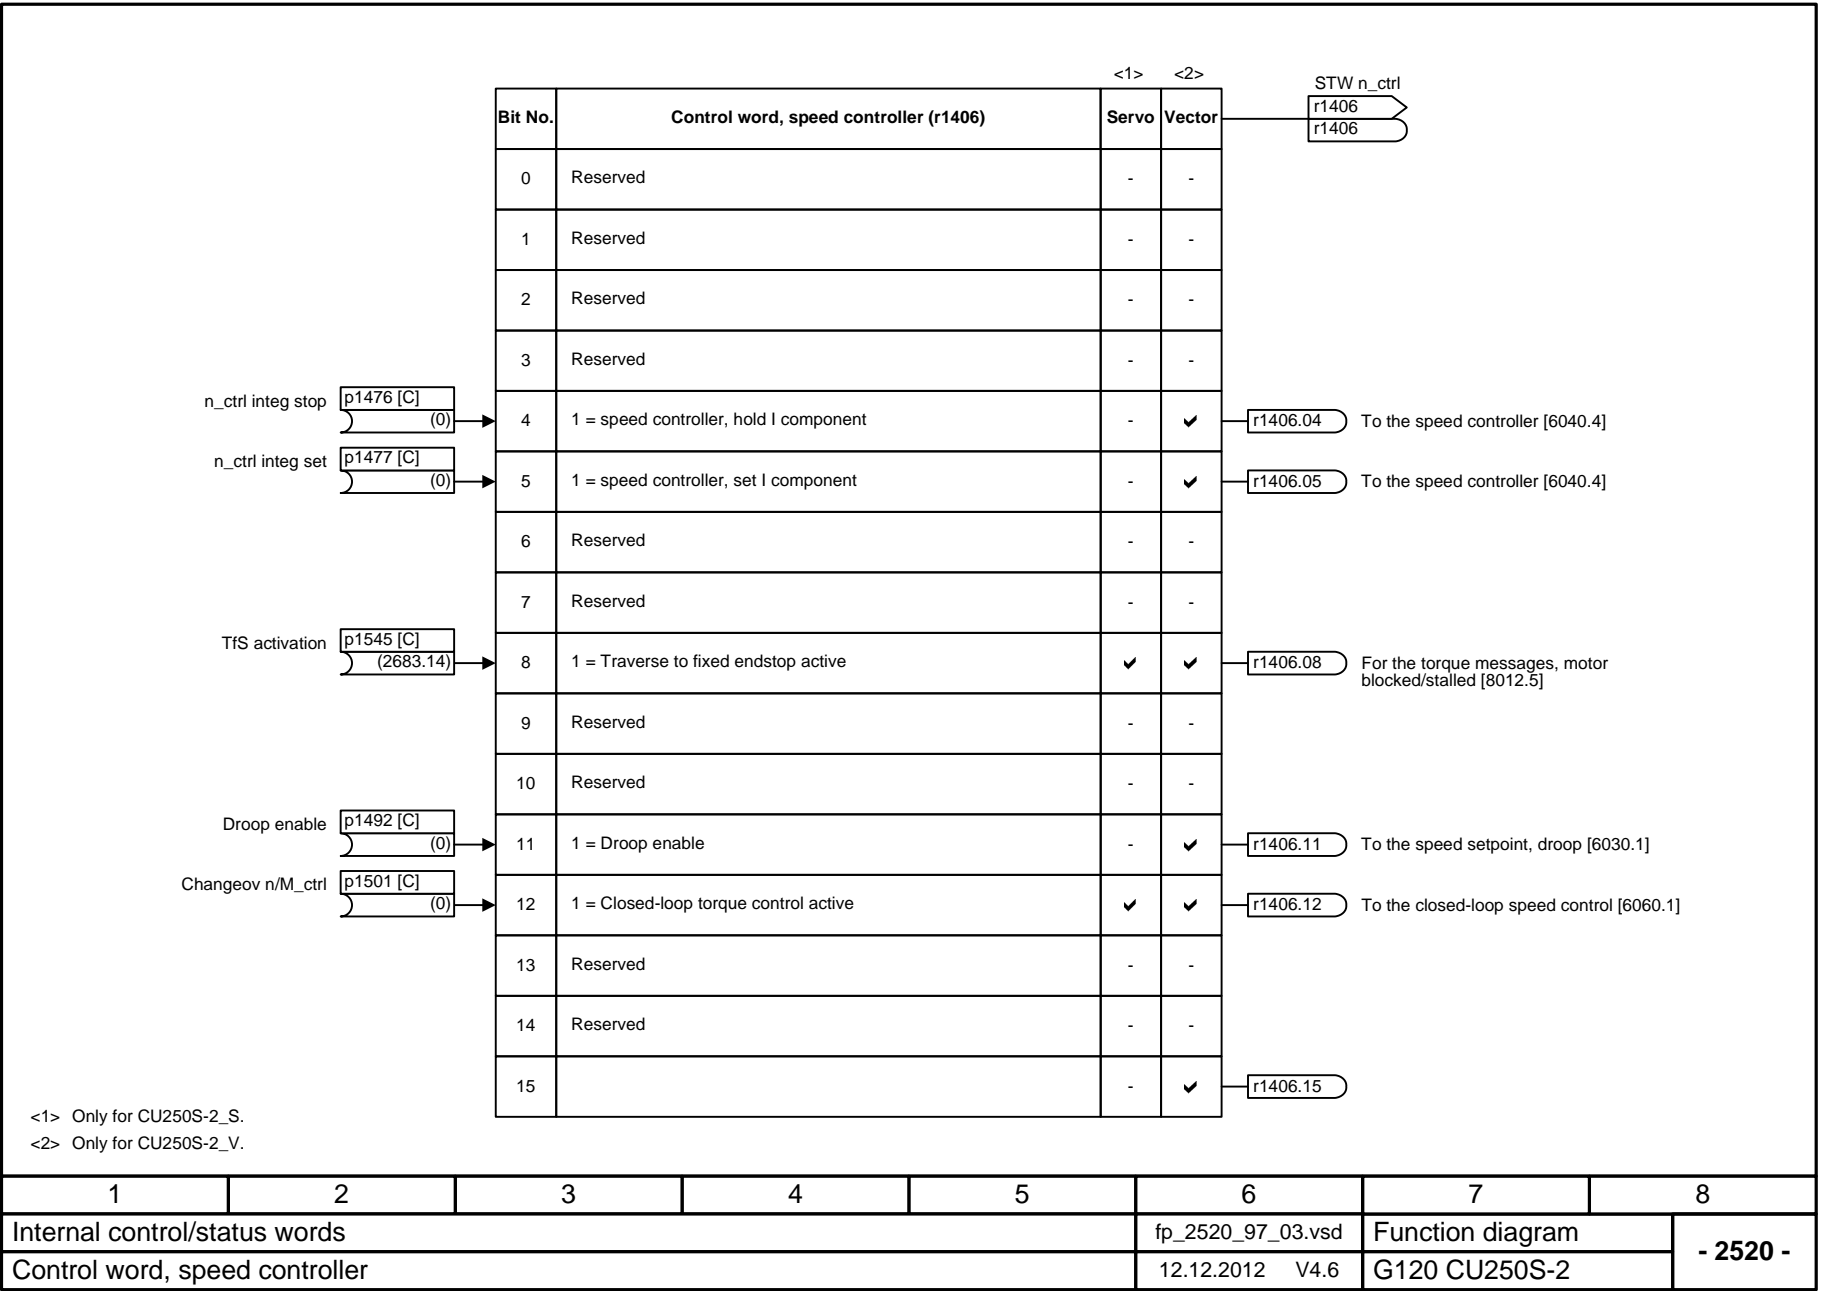 <1> <2>
STW n_ctrl
Bit No. Control word, speed controller (r1406) Servo Vector r1406
r1406
0 Reserved - -
1 Reserved - -
2 Reserved - -
3 Reserved - -
n_ctrl integ stop p1476 [C]
(0) 4 1 = speed controller, hold I component - ✔ r1406.04 To the speed controller [6040.4]
n_ctrl integ set p1477 [C]
(0) 5 1 = speed controller, set I component - ✔ r1406.05 To the speed controller [6040.4]
6 Reserved - -
7 Reserved - -
TfS activation p1545 [C]
(2683.14) 8 1 = Traverse to fixed endstop active ✔ ✔ r1406.08 For the torque messages, motor
blocked/stalled [8012.5]
9 Reserved - -
10 Reserved - -
Droop enable p1492 [C]
(0) 11 1 = Droop enable - ✔ r1406.11 To the speed setpoint, droop [6030.1]
Changeov n/M_ctrl p1501 [C]
(0) 12 1 = Closed-loop torque control active ✔ ✔ r1406.12 To the closed-loop speed control [6060.1]
13 Reserved - -
14 Reserved - -
15 - ✔ r1406.15
<1> Only for CU250S-2_S.
<2> Only for CU250S-2_V.
1 2 3 4 5 6 7 8
Internal control/status words fp_2520_97_03.vsd Function diagram - 2520 -
Control word, speed controller 12.12.2012 V4.6 G120 CU250S-2